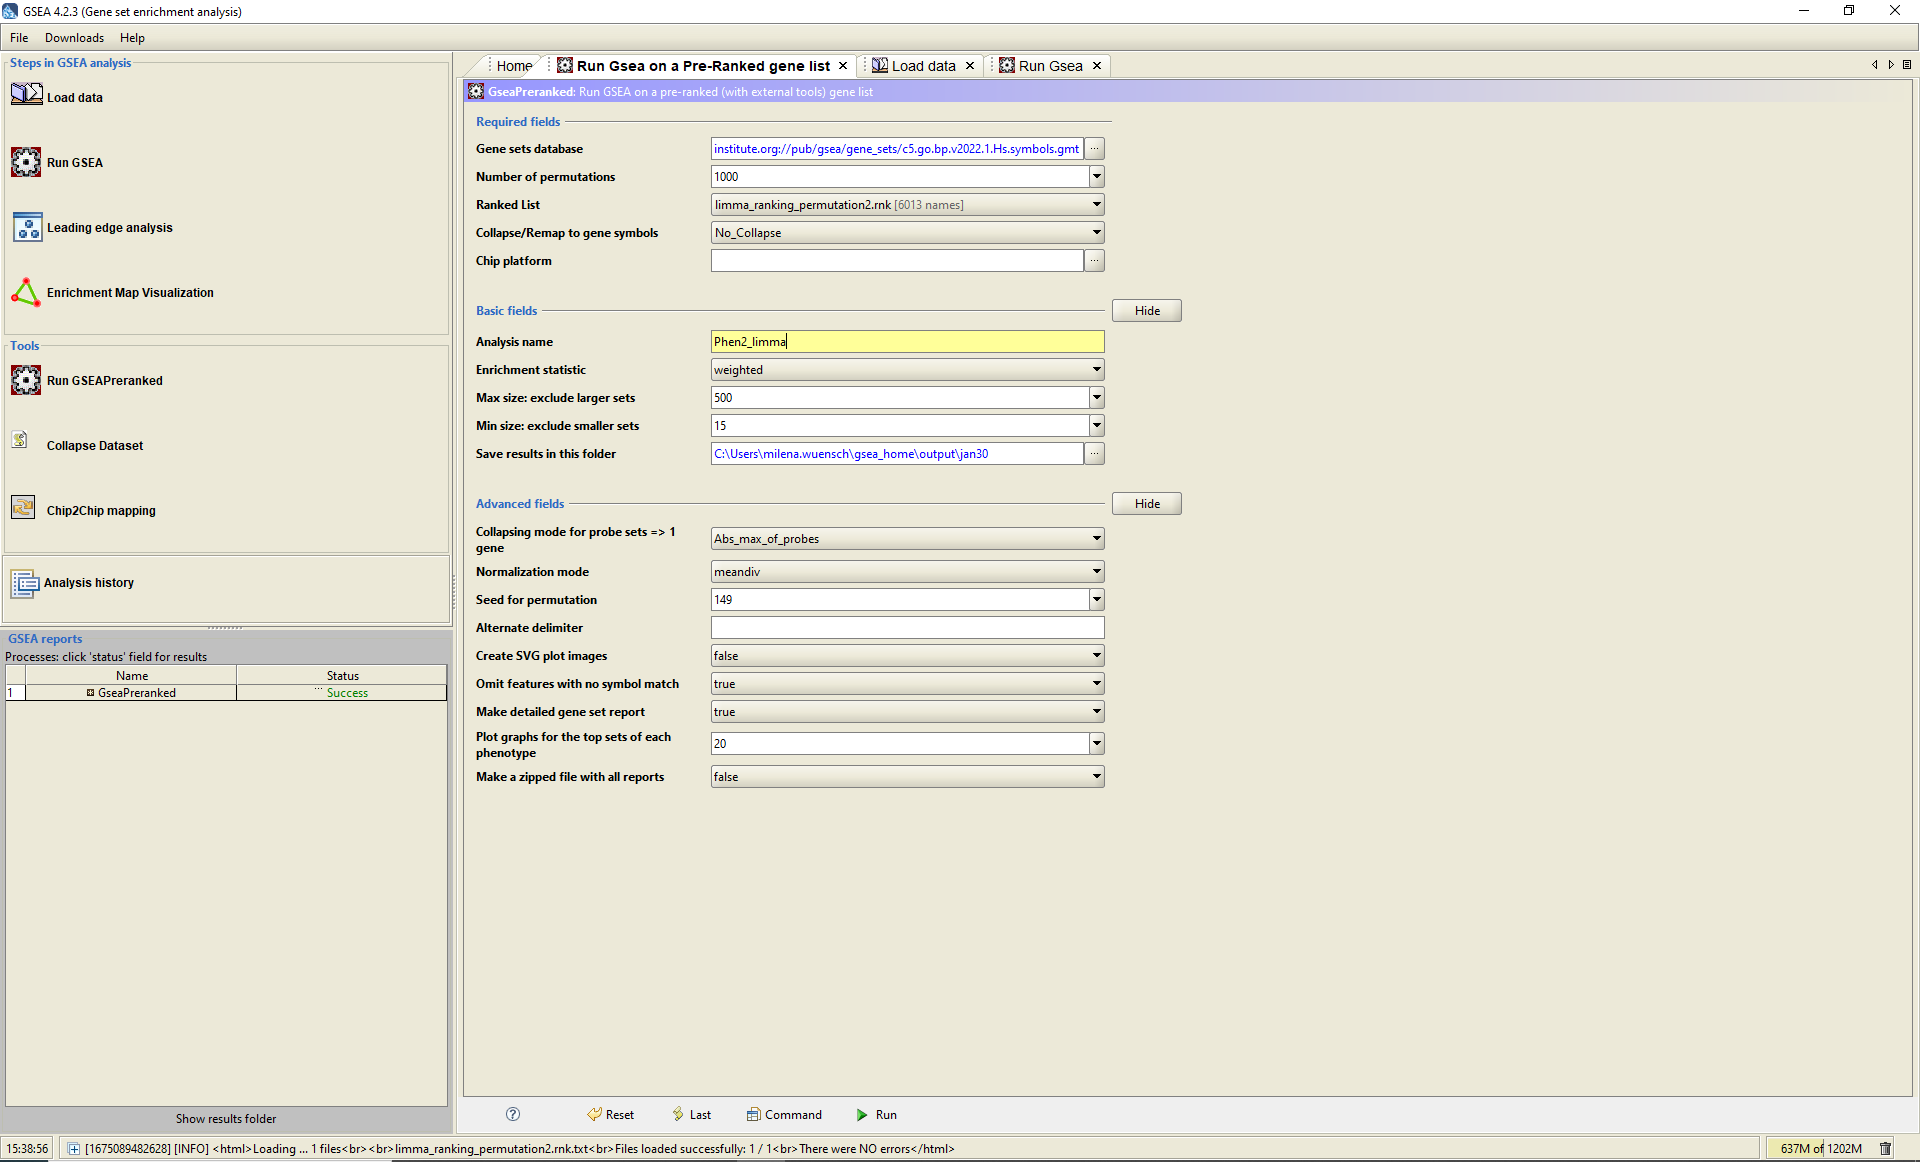 GSEA 4.2.3 (Gene set enrichment analysis)
File Downloads Help
Steps in GSEA analysis
Load data
Run GSEA
Leading edge analysis
Enrichment Map Visualization
Tools
Run GSEAPreranked
Collapse Dataset
Chip2Chip mapping
Analysis history
GSEA reports
Processes: click 'status' field for results
Name Status
1 GseaPreranked ... Success
Show results folder
Home Run Gsea on a Pre-Ranked gene list Load data Run Gsea
GseaPreranked: Run GSEA on a pre-ranked (with external tools) gene list
Required fields
Gene sets database institute.org://pub/gsea/gene_sets/c5.go.bp.v2022.1.Hs.symbols.gmt ...
Number of permutations 1000
Ranked List limma_ranking_permutation2.rnk [6013 names]
Collapse/Remap to gene symbols No_Collapse
Chip platform ...
Basic fields Hide
Analysis name Phen2_limma
Enrichment statistic weighted
Max size: exclude larger sets 500
Min size: exclude smaller sets 15
Save results in this folder C:\Users\milena.wuensch\gsea_home\output\jan30 ...
Advanced fields Hide
Collapsing mode for probe sets => 1
gene Abs_max_of_probes
Normalization mode meandiv
Seed for permutation 149
Alternate delimiter
Create SVG plot images false
Omit features with no symbol match true
Make detailed gene set report true
Plot graphs for the top sets of each
phenotype 20
Make a zipped file with all reports false
? Reset Last Command Run
15:38:56 [1675089482628] [INFO] <html>Loading ... 1 files<br><br>limma_ranking_permutation2.rnk.txt<br>Files loaded successfully: 1 / 1<br>There were NO errors</html> 637M of 1202M